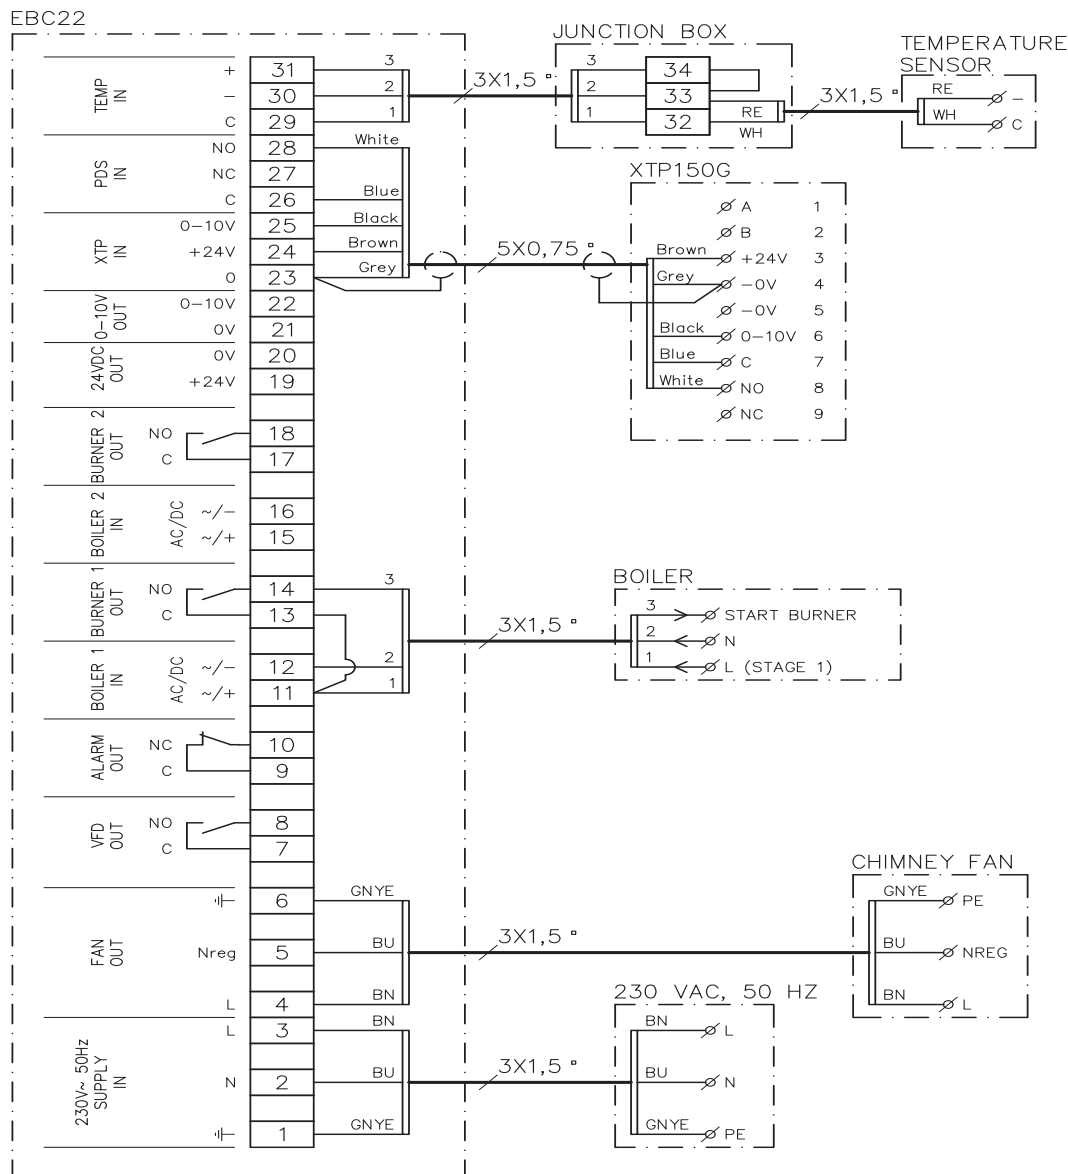 EBC22
TEMP IN
+ 31 3
− 30 2
C 29 1
3X1,5 ▫
JUNCTION BOX
3 34
2 33
1 32
RE
WH
3X1,5 ▫
TEMPERATURE
SENSOR
RE −
WH C
PDS IN
NO 28 White
NC 27
C 26 Blue
XTP IN
0−10V 25 Black
+24V 24 Brown
0 23 Grey
5X0,75 ▫
XTP150G
A 1
B 2
Brown +24V 3
Grey −0V 4
−0V 5
Black 0−10V 6
Blue C 7
White NO 8
NC 9
0−10V OUT
0−10V 22
0V 21
24VDC OUT
0V 20
+24V 19
BURNER 2 OUT
NO 18
C 17
BOILER 2 IN
AC/DC
~/− 16
~/+ 15
BURNER 1 OUT
NO 14 3
C 13
BOILER 1 IN
AC/DC
~/− 12 2
~/+ 11 1
3X1,5 ▫
BOILER
3 START BURNER
2 N
1 L (STAGE 1)
ALARM OUT
NC 10
C 9
VFD OUT
NO 8
C 7
FAN OUT
6 GNYE
Nreg 5 BU
L 4 BN
3X1,5 ▫
CHIMNEY FAN
GNYE PE
BU NREG
BN L
230V~ 50Hz
SUPPLY
IN
L 3 BN
N 2 BU
1 GNYE
3X1,5 ▫
230 VAC, 50 HZ
BN L
BU N
GNYE PE